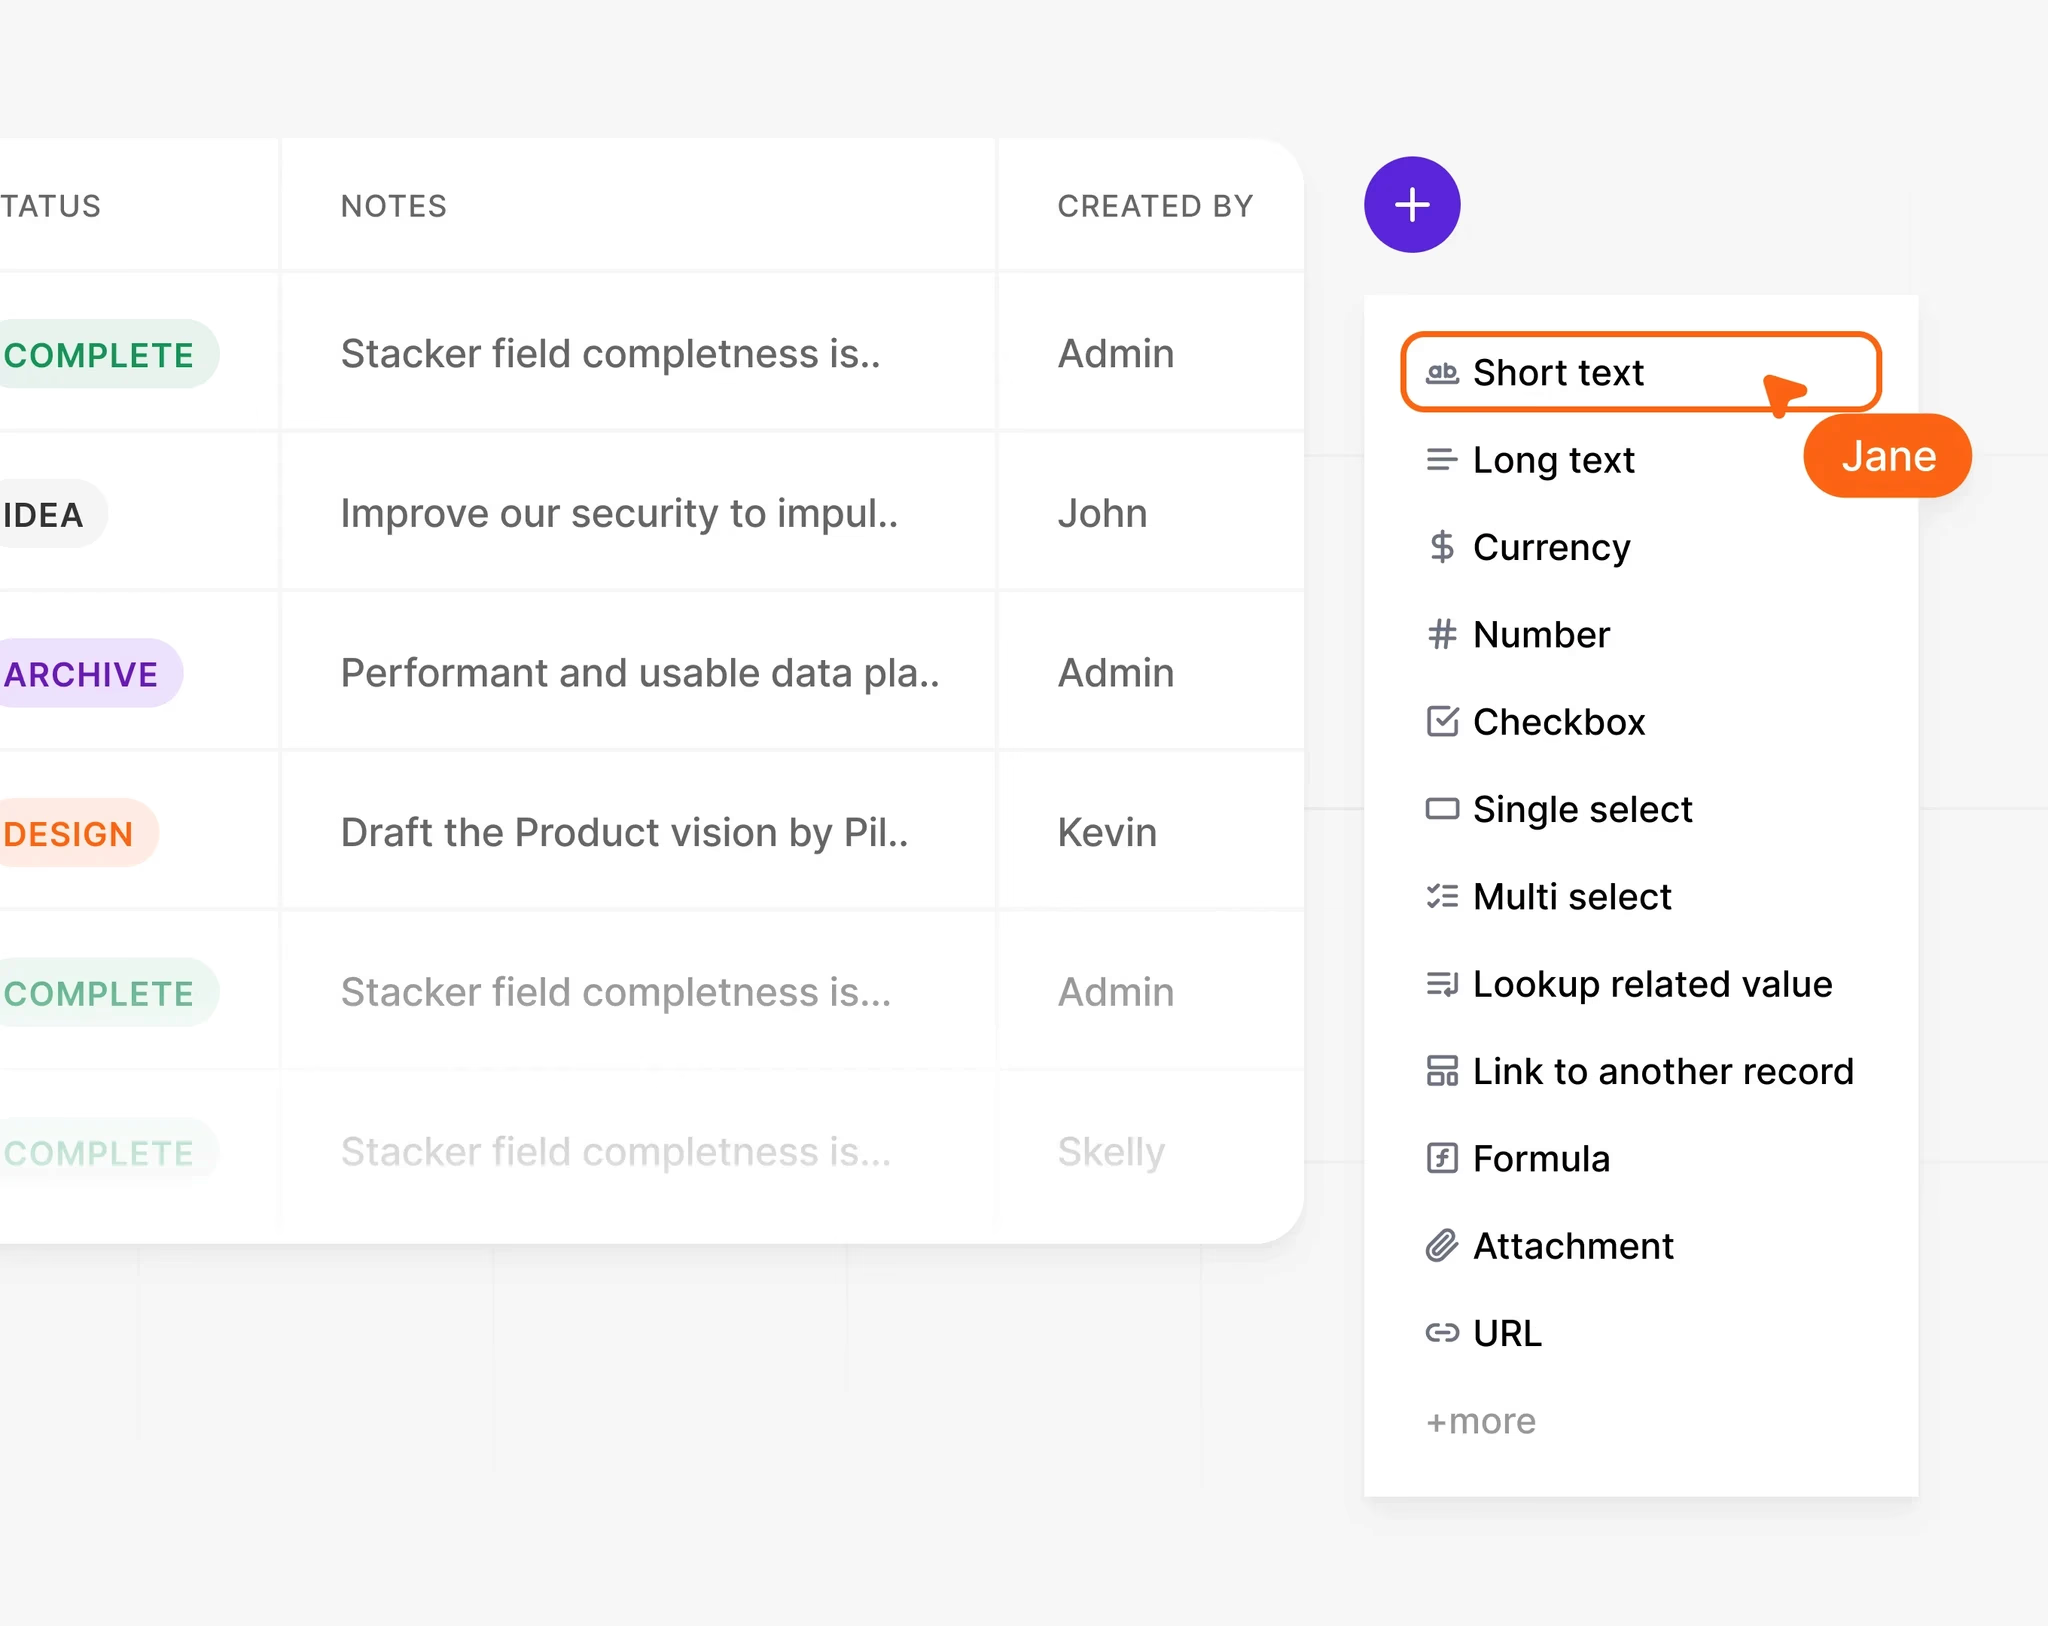 TATUS NOTES CREATED BY
COMPLETE Stacker field completness is.. Admin
IDEA Improve our security to impul.. John
ARCHIVE Performant and usable data pla.. Admin
DESIGN Draft the Product vision by Pil.. Kevin
COMPLETE Stacker field completness is... Admin
COMPLETE Stacker field completness is... Skelly
+
ab Short text
Jane
Long text
$ Currency
# Number
Checkbox
Single select
Multi select
Lookup related value
Link to another record
Formula
Attachment
URL
+more